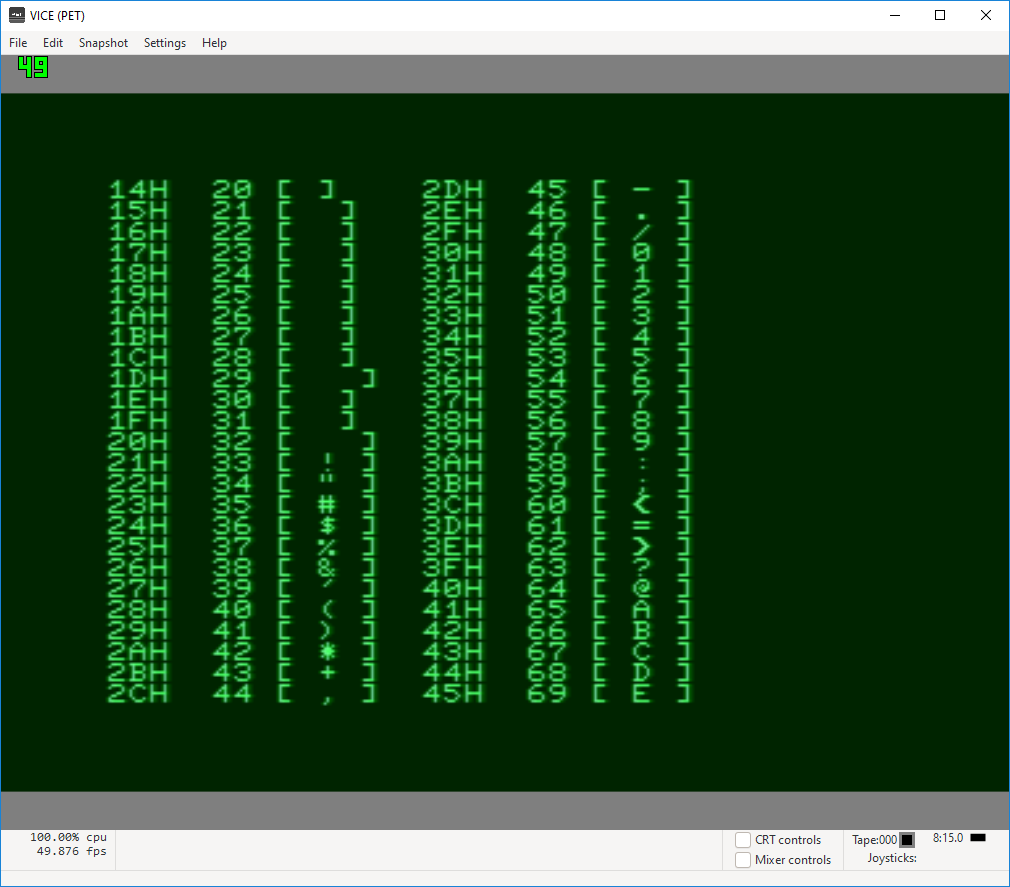 VICE (PET)
File Edit Snapshot Settings Help
49
14H 20 [ ] 2DH 45 [ - ]
15H 21 [ ] 2EH 46 [ . ]
16H 22 [ ] 2FH 47 [ / ]
17H 23 [ ] 30H 48 [ 0 ]
18H 24 [ ] 31H 49 [ 1 ]
19H 25 [ ] 32H 50 [ 2 ]
1AH 26 [ ] 33H 51 [ 3 ]
1BH 27 [ ] 34H 52 [ 4 ]
1CH 28 [ ] 35H 53 [ 5 ]
1DH 29 [ ] 36H 54 [ 6 ]
1EH 30 [ ] 37H 55 [ 7 ]
1FH 31 [ ] 38H 56 [ 8 ]
20H 32 [ ] 39H 57 [ 9 ]
21H 33 [ ! ] 3AH 58 [ : ]
22H 34 [ " ] 3BH 59 [ ; ]
23H 35 [ # ] 3CH 60 [ < ]
24H 36 [ $ ] 3DH 61 [ = ]
25H 37 [ % ] 3EH 62 [ > ]
26H 38 [ & ] 3FH 63 [ ? ]
27H 39 [ ' ] 40H 64 [ @ ]
28H 40 [ ( ] 41H 65 [ A ]
29H 41 [ ) ] 42H 66 [ B ]
2AH 42 [ * ] 43H 67 [ C ]
2BH 43 [ + ] 44H 68 [ D ]
2CH 44 [ , ] 45H 69 [ E ]
100.00% cpu
49.876 fps
CRT controls
Mixer controls
Tape:000
8:15.0
Joysticks: